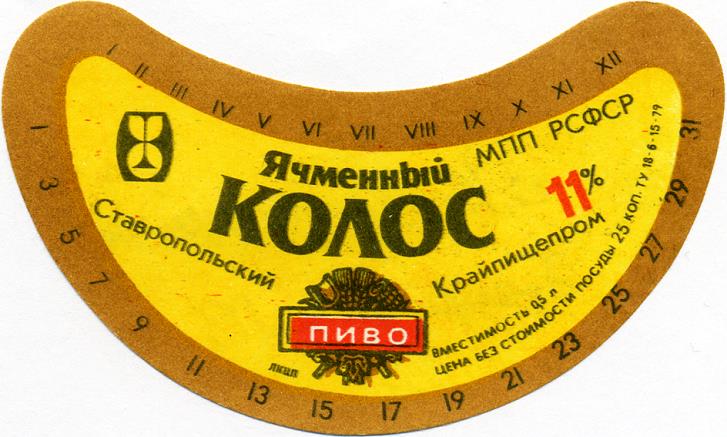 I II III IV V VI VII VIII IX X XI XII
МПП РСФСР
Ячменный
КОЛОС
11%
Ставропольский
Крайпищепром
ПИВО
ЛКЦП
ВМЕСТИМОСТЬ 0,5 л
ЦЕНА БЕЗ СТОИМОСТИ ПОСУДЫ 25 КОП. ТУ 18-6-15-79
1 3 5 7 9 11 13 15 17 19 21 23 25 27 29 31